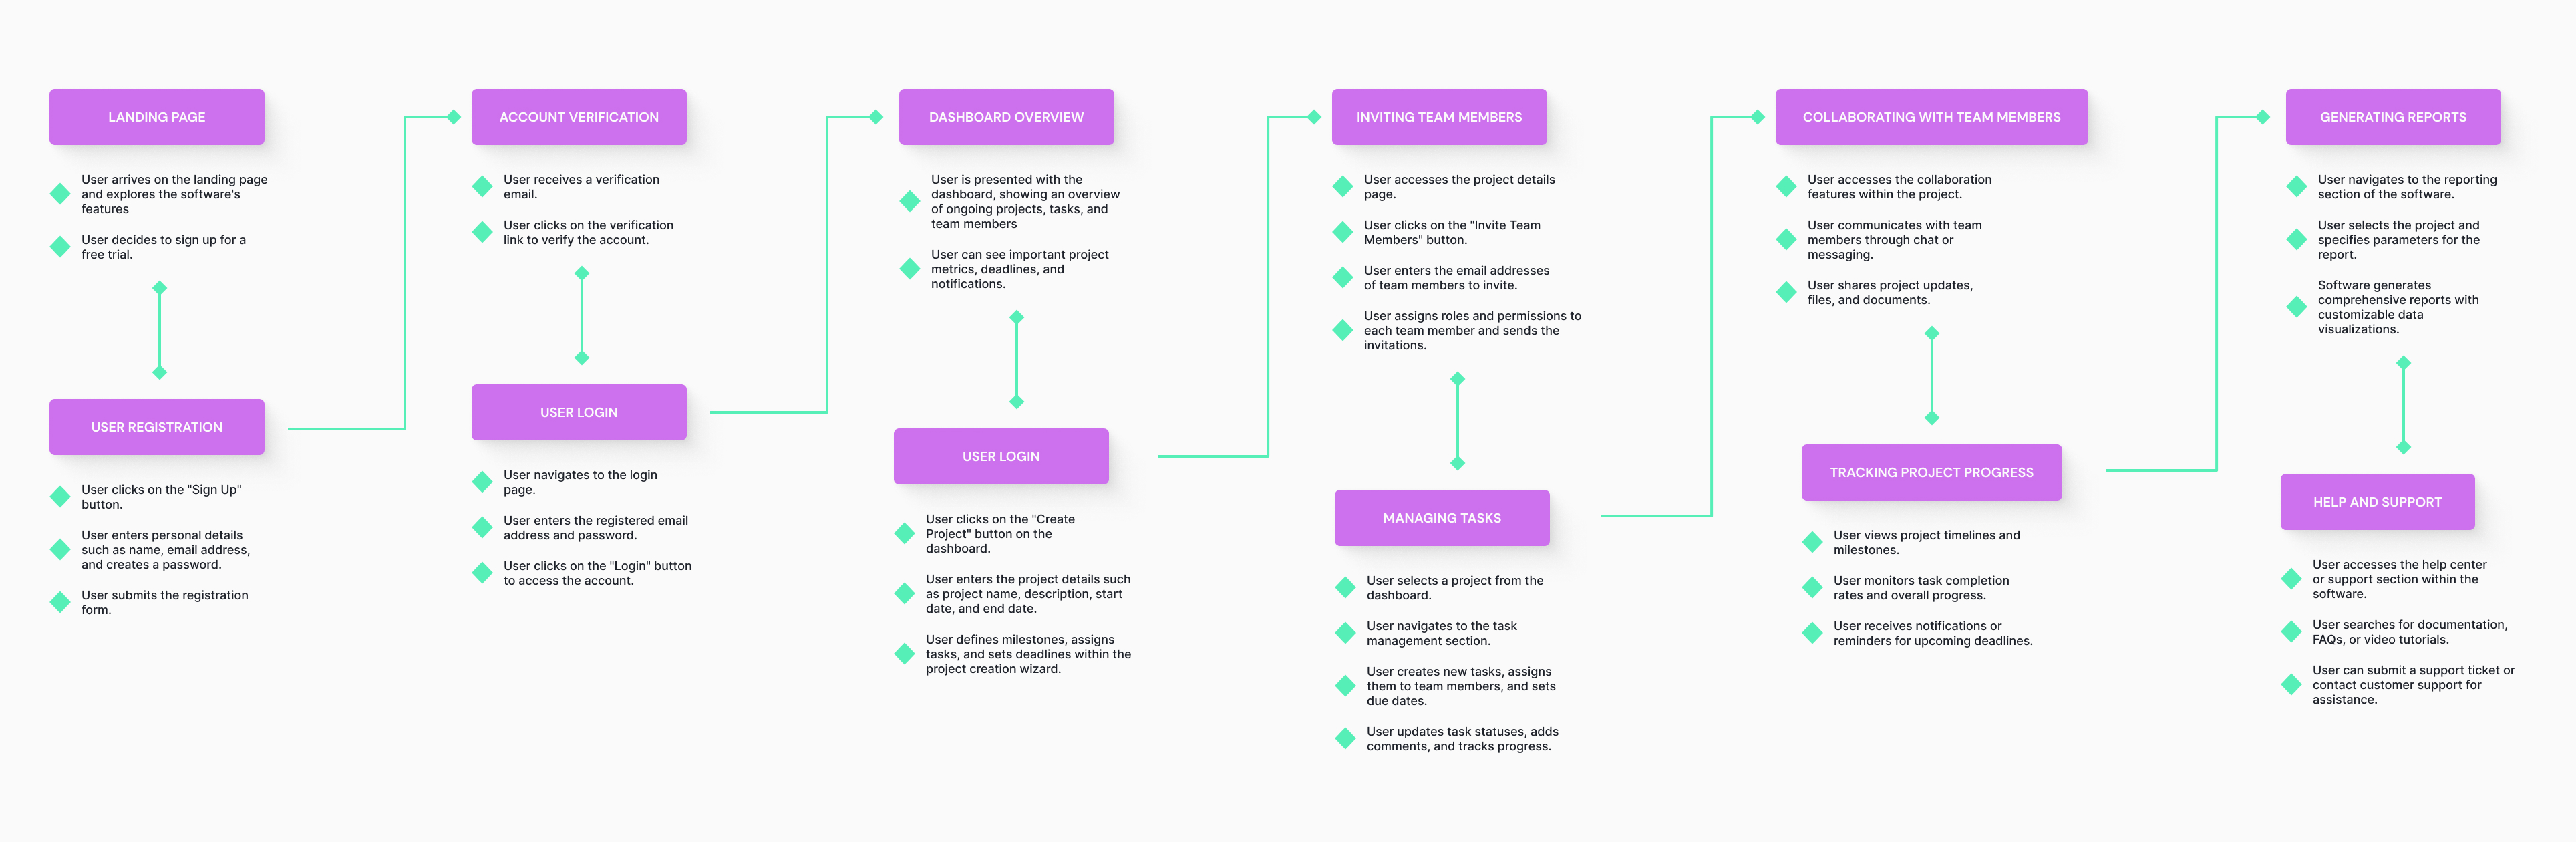 LANDING PAGE
User arrives on the landing page
and explores the software's
features
User decides to sign up for a
free trial.
USER REGISTRATION
User clicks on the "Sign Up"
button.
User enters personal details
such as name, email address,
and creates a password.
User submits the registration
form.
ACCOUNT VERIFICATION
User receives a verification
email.
User clicks on the verification
link to verify the account.
USER LOGIN
User navigates to the login
page.
User enters the registered email
address and password.
User clicks on the "Login" button
to access the account.
DASHBOARD OVERVIEW
User is presented with the
dashboard, showing an overview
of ongoing projects, tasks, and
team members
User can see important project
metrics, deadlines, and
notifications.
USER LOGIN
User clicks on the "Create
Project" button on the
dashboard.
User enters the project details such
as project name, description, start
date, and end date.
User defines milestones, assigns
tasks, and sets deadlines within the
project creation wizard.
INVITING TEAM MEMBERS
User accesses the project details
page.
User clicks on the "Invite Team
Members" button.
User enters the email addresses
of team members to invite.
User assigns roles and permissions to
each team member and sends the
invitations.
MANAGING TASKS
User selects a project from the
dashboard.
User navigates to the task
management section.
User creates new tasks, assigns
them to team members, and sets
due dates.
User updates task statuses, adds
comments, and tracks progress.
COLLABORATING WITH TEAM MEMBERS
User accesses the collaboration
features within the project.
User communicates with team
members through chat or
messaging.
User shares project updates,
files, and documents.
TRACKING PROJECT PROGRESS
User views project timelines and
milestones.
User monitors task completion
rates and overall progress.
User receives notifications or
reminders for upcoming deadlines.
GENERATING REPORTS
User navigates to the reporting
section of the software.
User selects the project and
specifies parameters for the
report.
Software generates
comprehensive reports with
customizable data
visualizations.
HELP AND SUPPORT
User accesses the help center
or support section within the
software.
User searches for documentation,
FAQs, or video tutorials.
User can submit a support ticket or
contact customer support for
assistance.